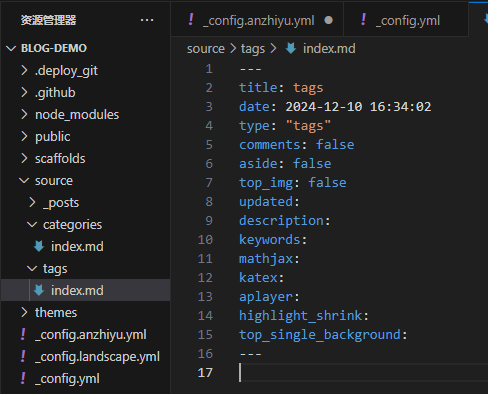 资源管理器 ···
_config.anzhiyu.yml
_config.yml
BLOG-DEMO
.deploy_git
.github
node_modules
public
scaffolds
source
_posts
categories
index.md
tags
index.md
themes
_config.anzhiyu.yml
_config.landscape.yml
_config.yml
source > tags > index.md
1 ---
2 title: tags
3 date: 2024-12-10 16:34:02
4 type: "tags"
5 comments: false
6 aside: false
7 top_img: false
8 updated:
9 description:
10 keywords:
11 mathjax:
12 katex:
13 aplayer:
14 highlight_shrink:
15 top_single_background:
16 ---
17